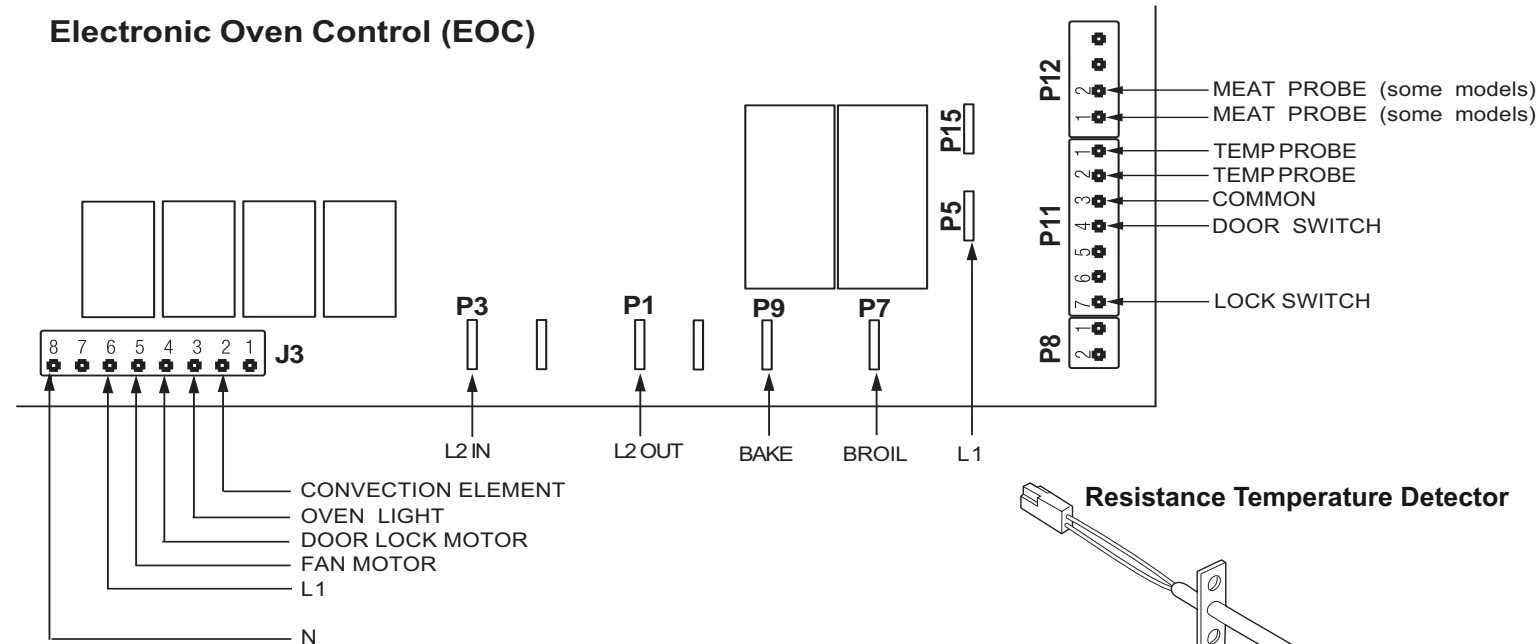 Electronic Oven Control (EOC)
P12
2
1
MEAT PROBE (some models)
MEAT PROBE (some models)
P11
1
2
3
4
5
6
7
TEMP PROBE
TEMP PROBE
COMMON
DOOR SWITCH
LOCK SWITCH
P8
1
2
P15
P5
P3
P1
P9
P7
8 7 6 5 4 3 2 1
J3
L2 IN
L2 OUT
BAKE
BROIL
L1
CONVECTION ELEMENT
OVEN LIGHT
DOOR LOCK MOTOR
FAN MOTOR
L1
N
Resistance Temperature Detector